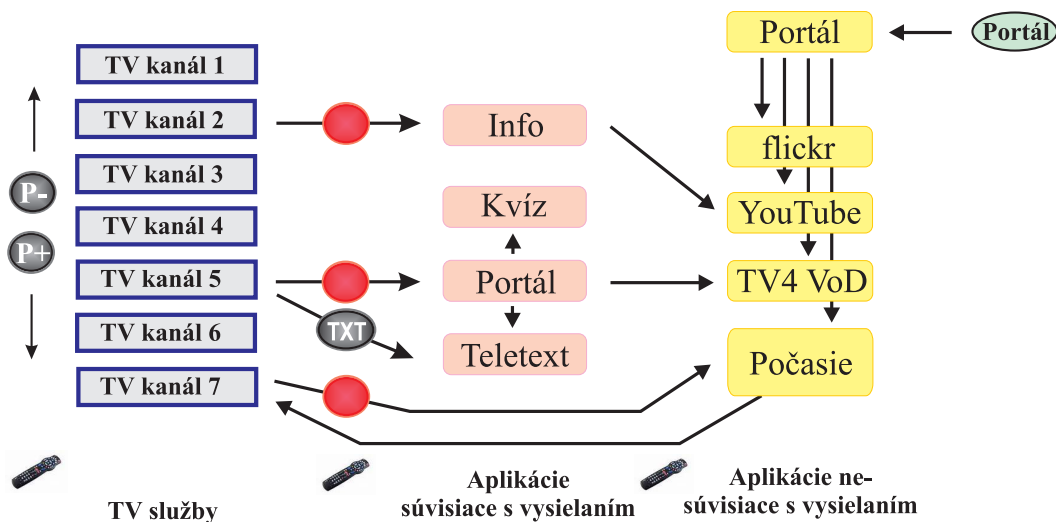 Portál
Portál
TV kanál 1
TV kanál 2
Info
flickr
P-
TV kanál 3
Kvíz
YouTube
TV kanál 4
P+
TV kanál 5
Portál
TV4 VoD
TV kanál 6
TXT
Teletext
Počasie
TV kanál 7
TV služby
Aplikácie
súvisiace s vysielaním
Aplikácie ne-
súvisiace s vysielaním